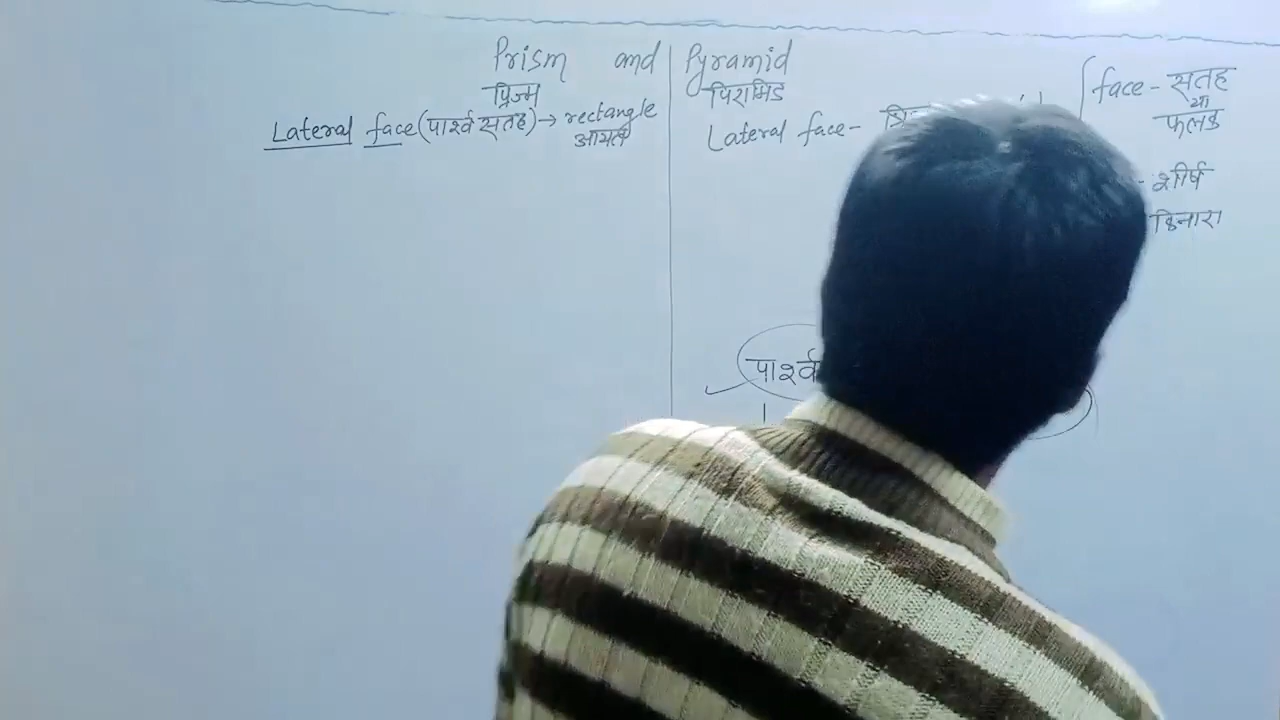 Prism and Pyramid
प्रिज्म पिरामिड
Lateral face (पार्श्व सतह) → rectangle
आयत
Lateral face -
face - सतह
या
फलक
- शीर्ष
किनारा
पार्श्व